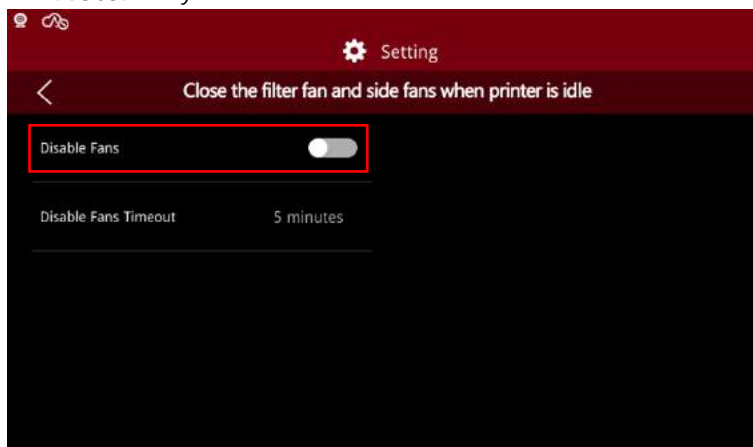 Setting
Close the filter fan and side fans when printer is idle
Disable Fans
Disable Fans Timeout 5 minutes